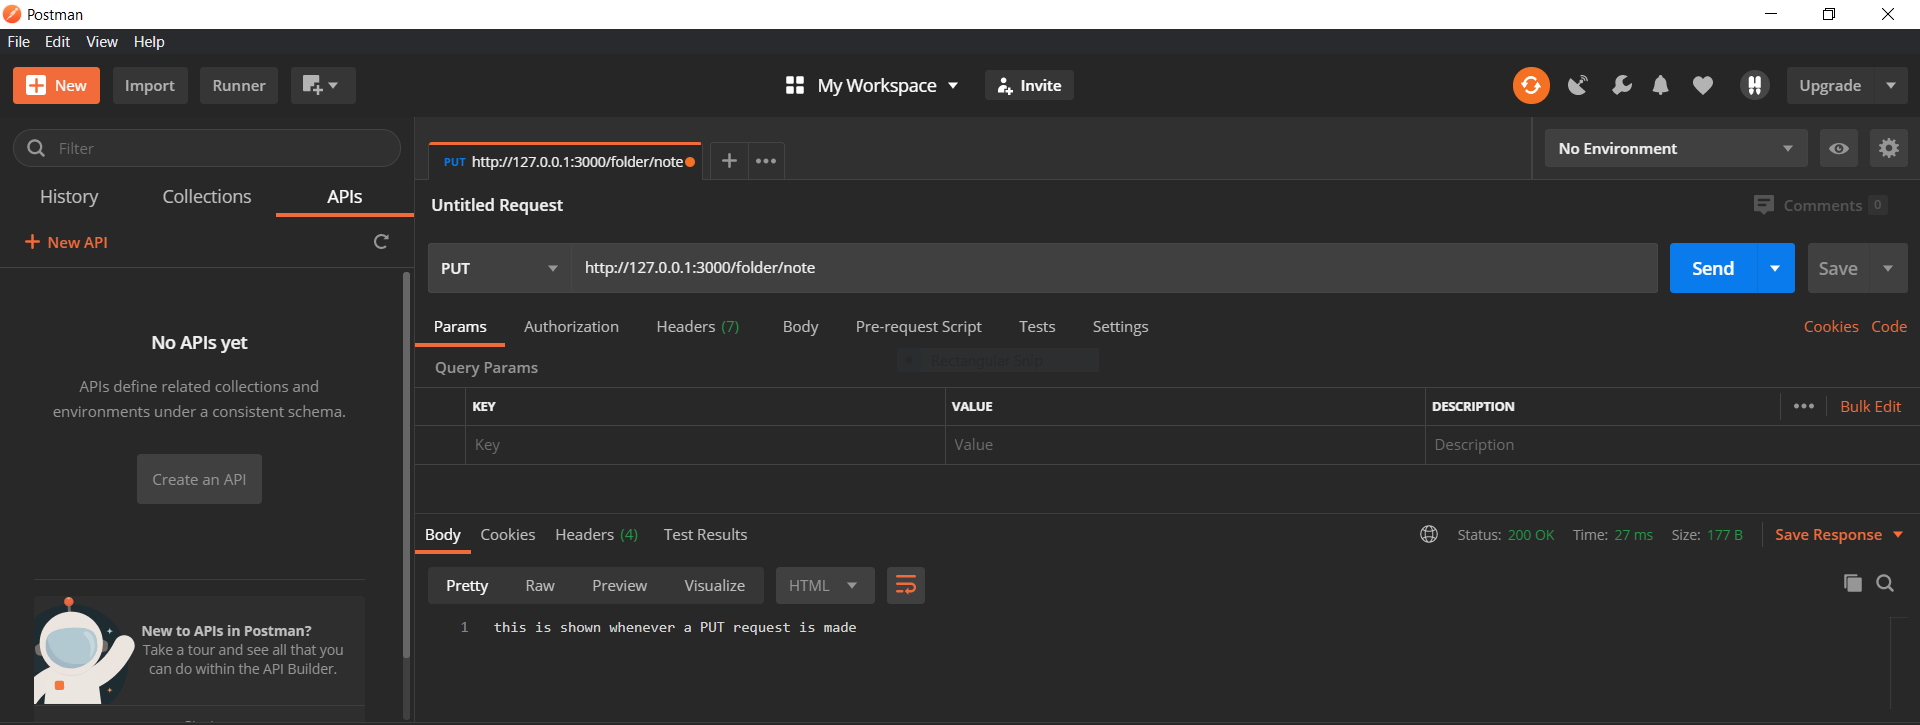 Postman
File Edit View Help
New Import Runner My Workspace Invite Upgrade
Filter
History Collections APIs
New API
No APIs yet
APIs define related collections and
environments under a consistent schema.
Create an API
New to APIs in Postman?
Take a tour and see all that you
can do within the API Builder.
PUT http://127.0.0.1:3000/folder/note
No Environment
Untitled Request
Comments 0
PUT http://127.0.0.1:3000/folder/note Send Save
Params Authorization Headers (7) Body Pre-request Script Tests Settings Cookies Code
Rectangular Snip
Query Params
KEY VALUE DESCRIPTION Bulk Edit
Key Value Description
Body Cookies Headers (4) Test Results Status: 200 OK Time: 27 ms Size: 177 B Save Response
Pretty Raw Preview Visualize HTML
1 this is shown whenever a PUT request is made